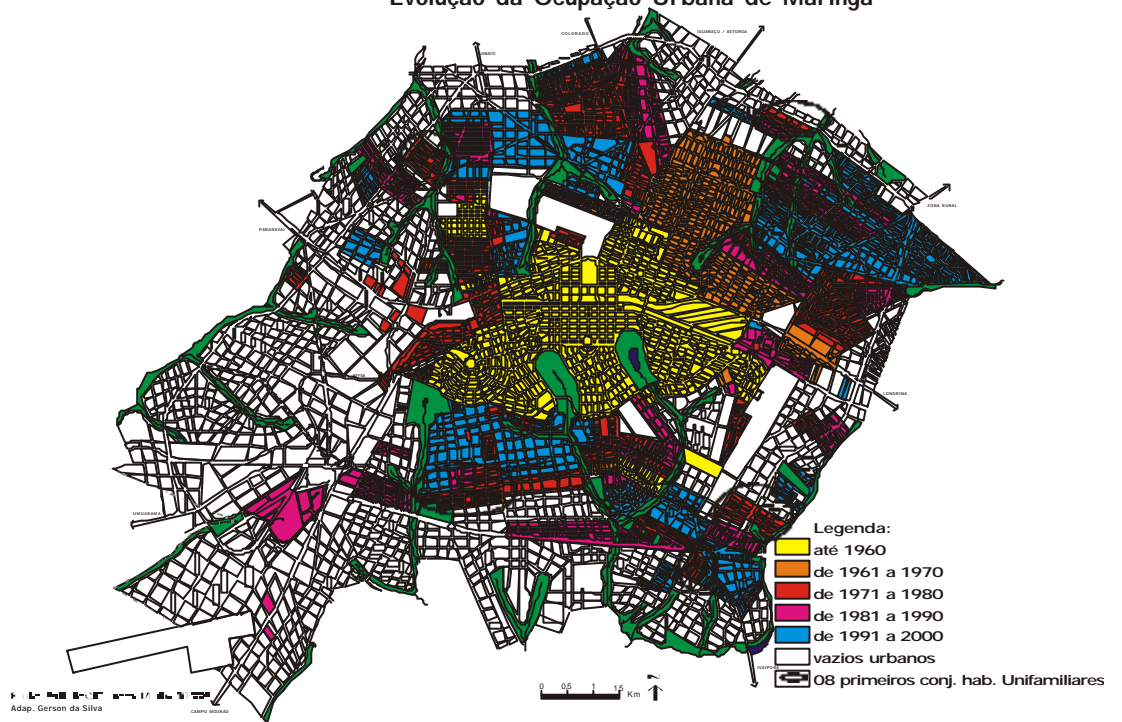 Evolução da Ocupação Urbana de Maringá
COLORADO
IGUARAÇU / ASTORGA
LOBATO
ZONA RURAL
PARANAVAÍ
LONDRINA
UMUARAMA
IVAIPORÃ
CAMPO MOURÃO
Legenda:
até 1960
de 1961 a 1970
de 1971 a 1980
de 1981 a 1990
de 1991 a 2000
vazios urbanos
08 primeiros conj. hab. Unifamiliares
0 0,5 1 1,5 Km
Adap. Gerson da Silva